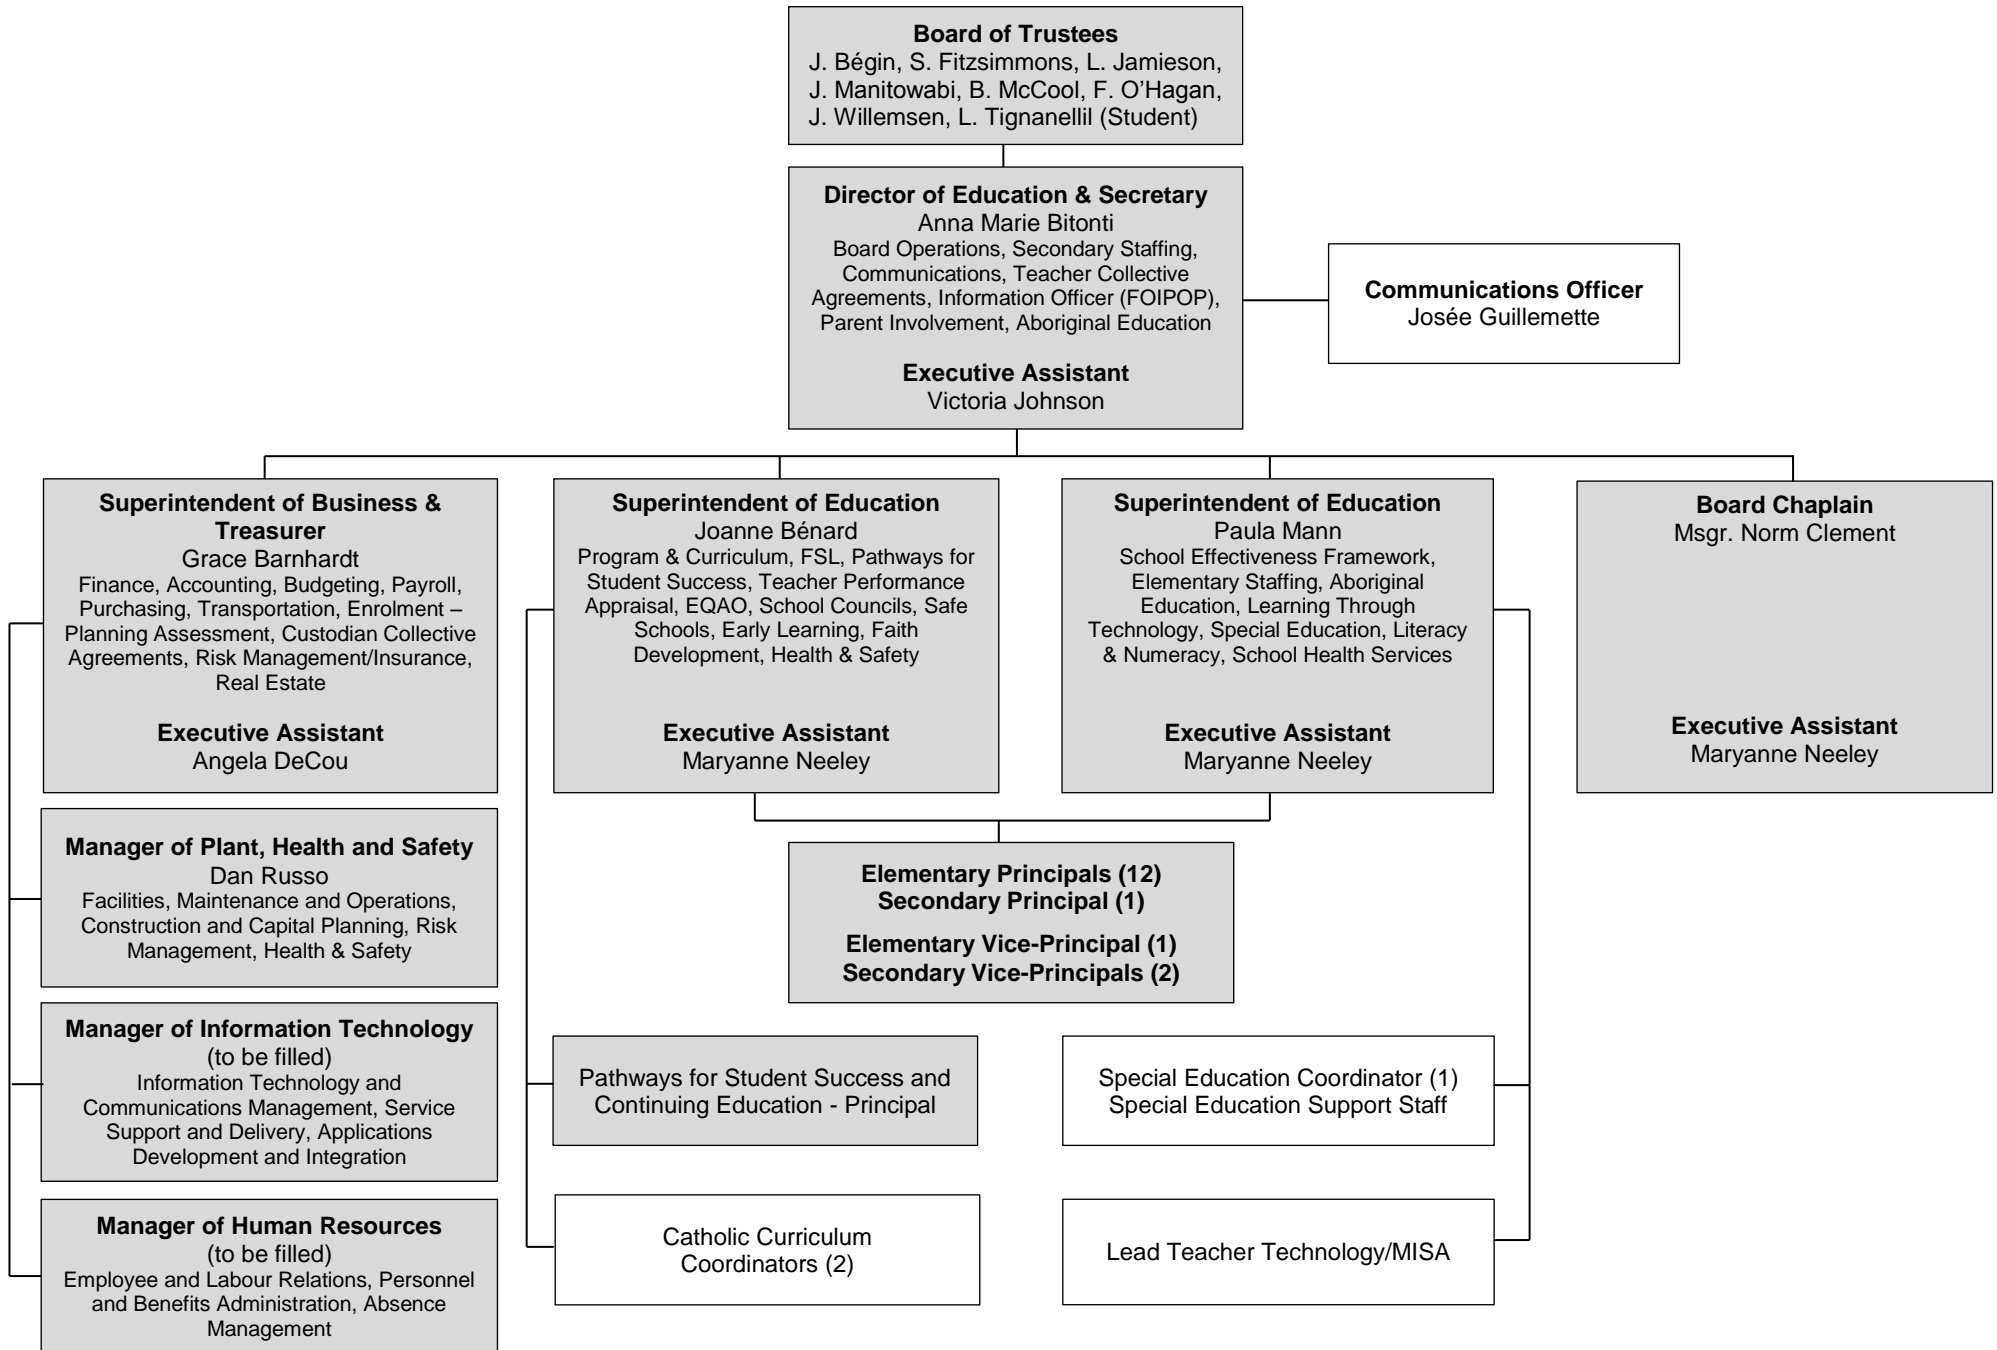 Board of Trustees
J. Bégin, S. Fitzsimmons, L. Jamieson,
J. Manitowabi, B. McCool, F. O’Hagan,
J. Willemsen, L. Tignanellil (Student)
Director of Education & Secretary
Anna Marie Bitonti
Board Operations, Secondary Staffing,
Communications, Teacher Collective
Agreements, Information Officer (FOIPOP),
Parent Involvement, Aboriginal Education
Executive Assistant
Victoria Johnson
Communications Officer
Josée Guillemette
Superintendent of Business &
Treasurer
Grace Barnhardt
Finance, Accounting, Budgeting, Payroll,
Purchasing, Transportation, Enrolment –
Planning Assessment, Custodian Collective
Agreements, Risk Management/Insurance,
Real Estate
Executive Assistant
Angela DeCou
Superintendent of Education
Joanne Bénard
Program & Curriculum, FSL, Pathways for
Student Success, Teacher Performance
Appraisal, EQAO, School Councils, Safe
Schools, Early Learning, Faith
Development, Health & Safety
Executive Assistant
Maryanne Neeley
Superintendent of Education
Paula Mann
School Effectiveness Framework,
Elementary Staffing, Aboriginal
Education, Learning Through
Technology, Special Education, Literacy
& Numeracy, School Health Services
Executive Assistant
Maryanne Neeley
Board Chaplain
Msgr. Norm Clement
Executive Assistant
Maryanne Neeley
Manager of Plant, Health and Safety
Dan Russo
Facilities, Maintenance and Operations,
Construction and Capital Planning, Risk
Management, Health & Safety
Elementary Principals (12)
Secondary Principal (1)
Elementary Vice-Principal (1)
Secondary Vice-Principals (2)
Manager of Information Technology
(to be filled)
Information Technology and
Communications Management, Service
Support and Delivery, Applications
Development and Integration
Pathways for Student Success and
Continuing Education - Principal
Special Education Coordinator (1)
Special Education Support Staff
Manager of Human Resources
(to be filled)
Employee and Labour Relations, Personnel
and Benefits Administration, Absence
Management
Catholic Curriculum
Coordinators (2)
Lead Teacher Technology/MISA